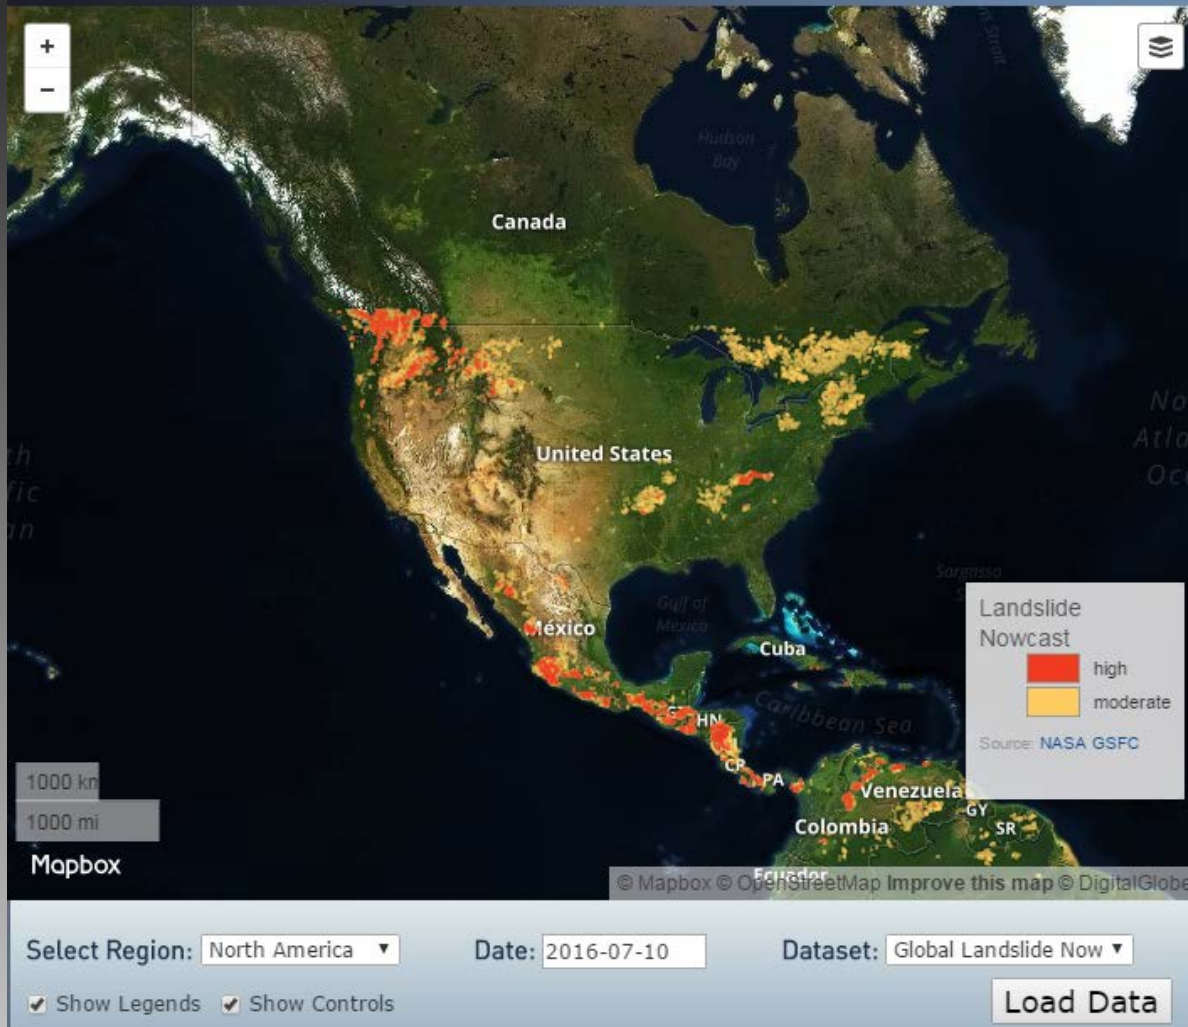 +
−
Hudson
Bay
Canada
United States
Sargasso
Gulf of
Mexico
México
Cuba
HN
Caribbean Sea
CR
PA
Venezuela
GY
SR
Colombia
Ecuador
Landslide
Nowcast
high
moderate
Source: NASA GSFC
1000 km
1000 mi
Mapbox
© Mapbox © OpenStreetMap Improve this map © DigitalGlobe
Select Region: North America ▼ Date: 2016-07-10 Dataset: Global Landslide Now ▼
Show Legends Show Controls
Load Data